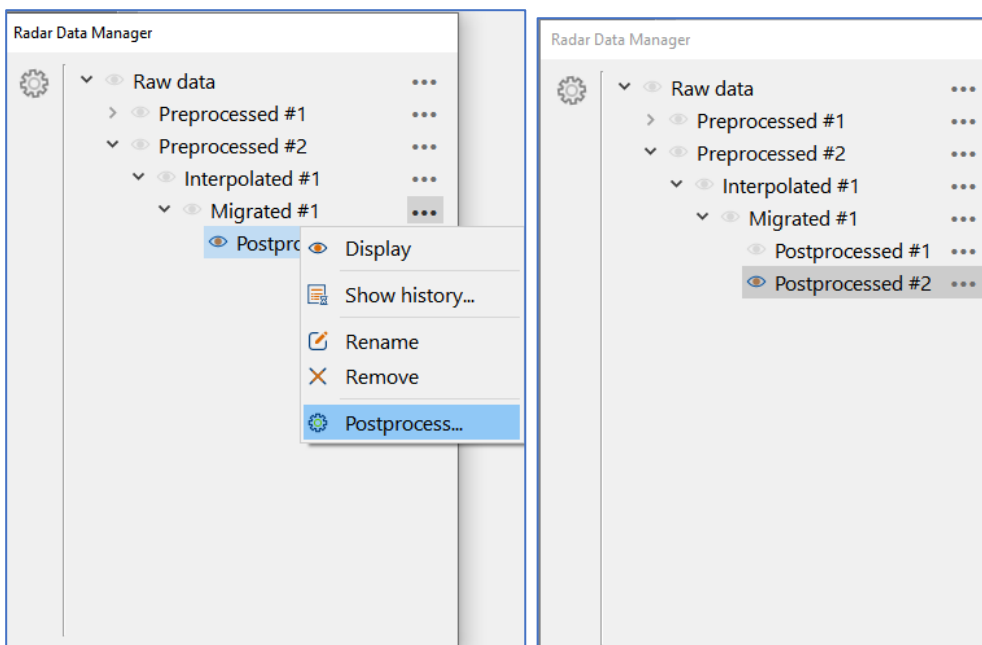 Radar Data Manager
Raw data
Preprocessed #1
Preprocessed #2
Interpolated #1
Migrated #1
Postprc
Display
Show history...
Rename
Remove
Postprocess...
Radar Data Manager
Raw data
Preprocessed #1
Preprocessed #2
Interpolated #1
Migrated #1
Postprocessed #1
Postprocessed #2